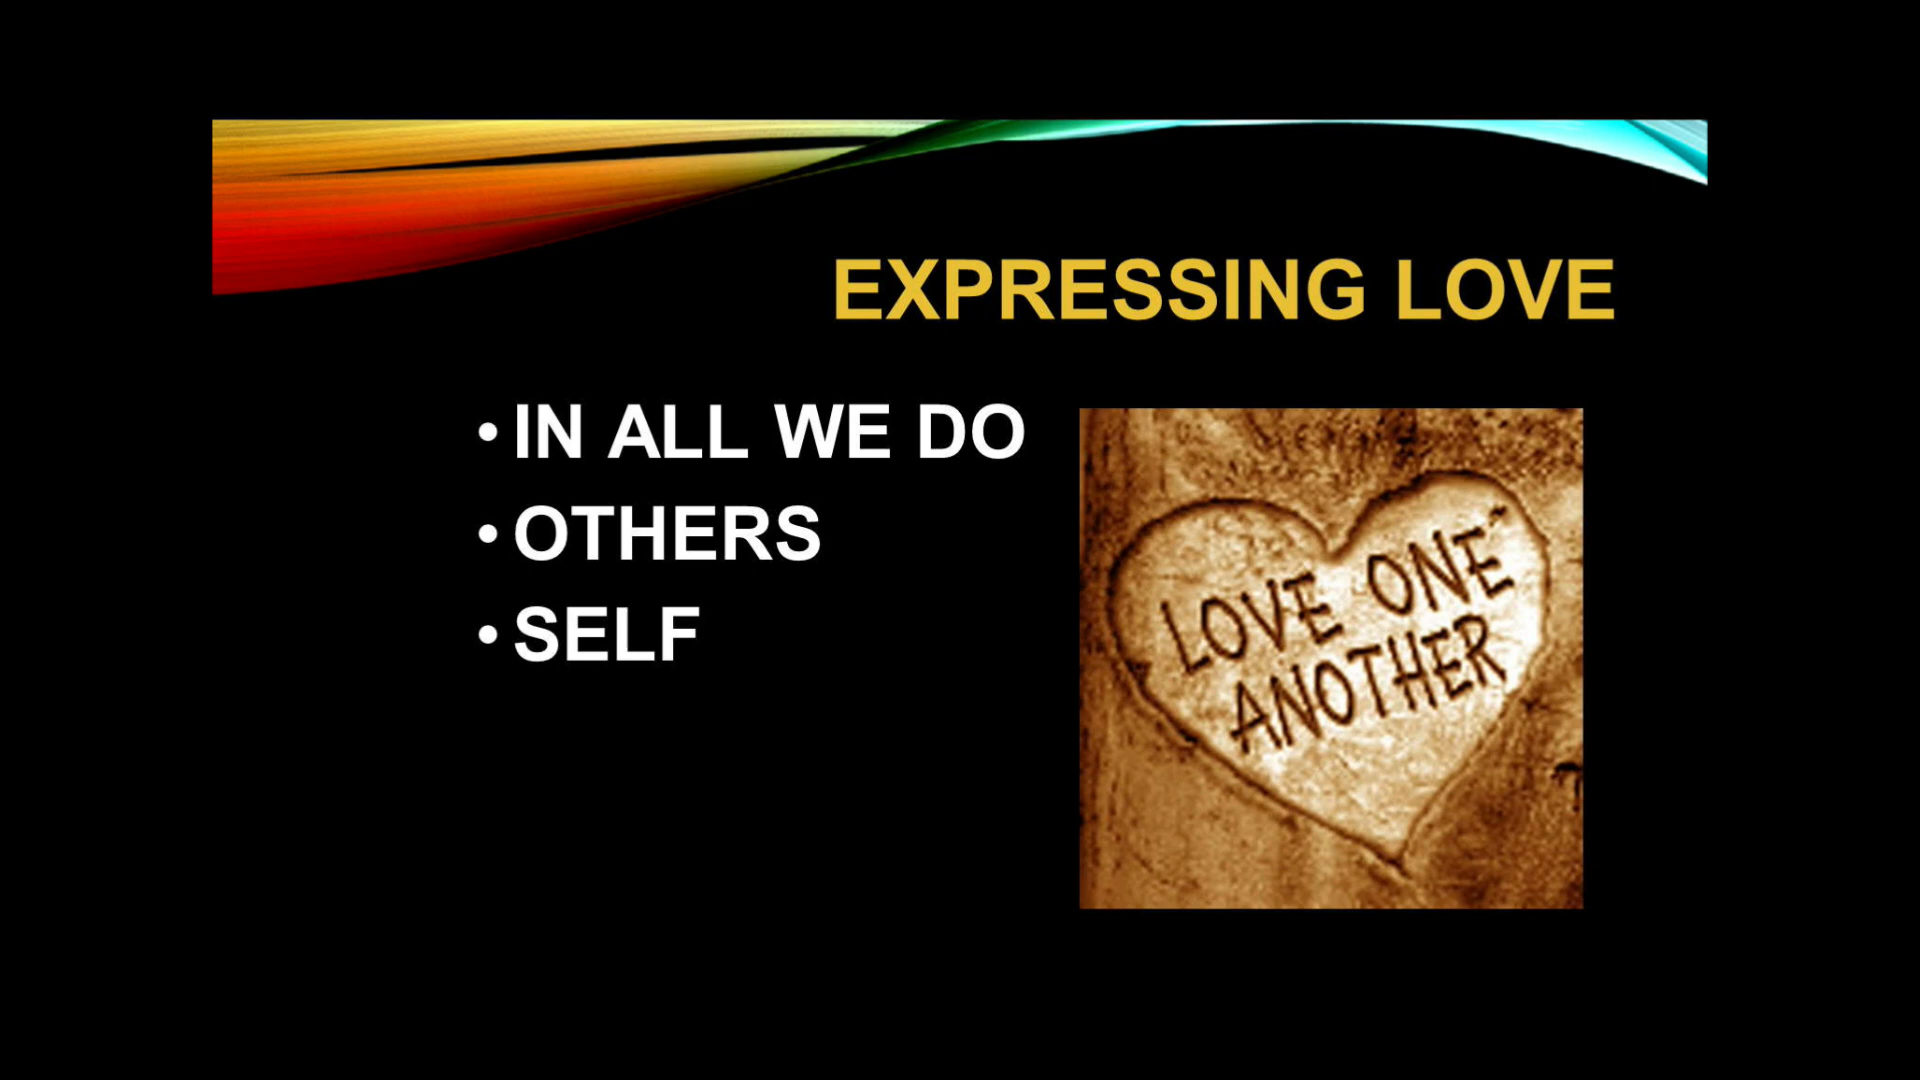 EXPRESSING LOVE
• IN ALL WE DO
• OTHERS
• SELF
LOVE ONE
ANOTHER